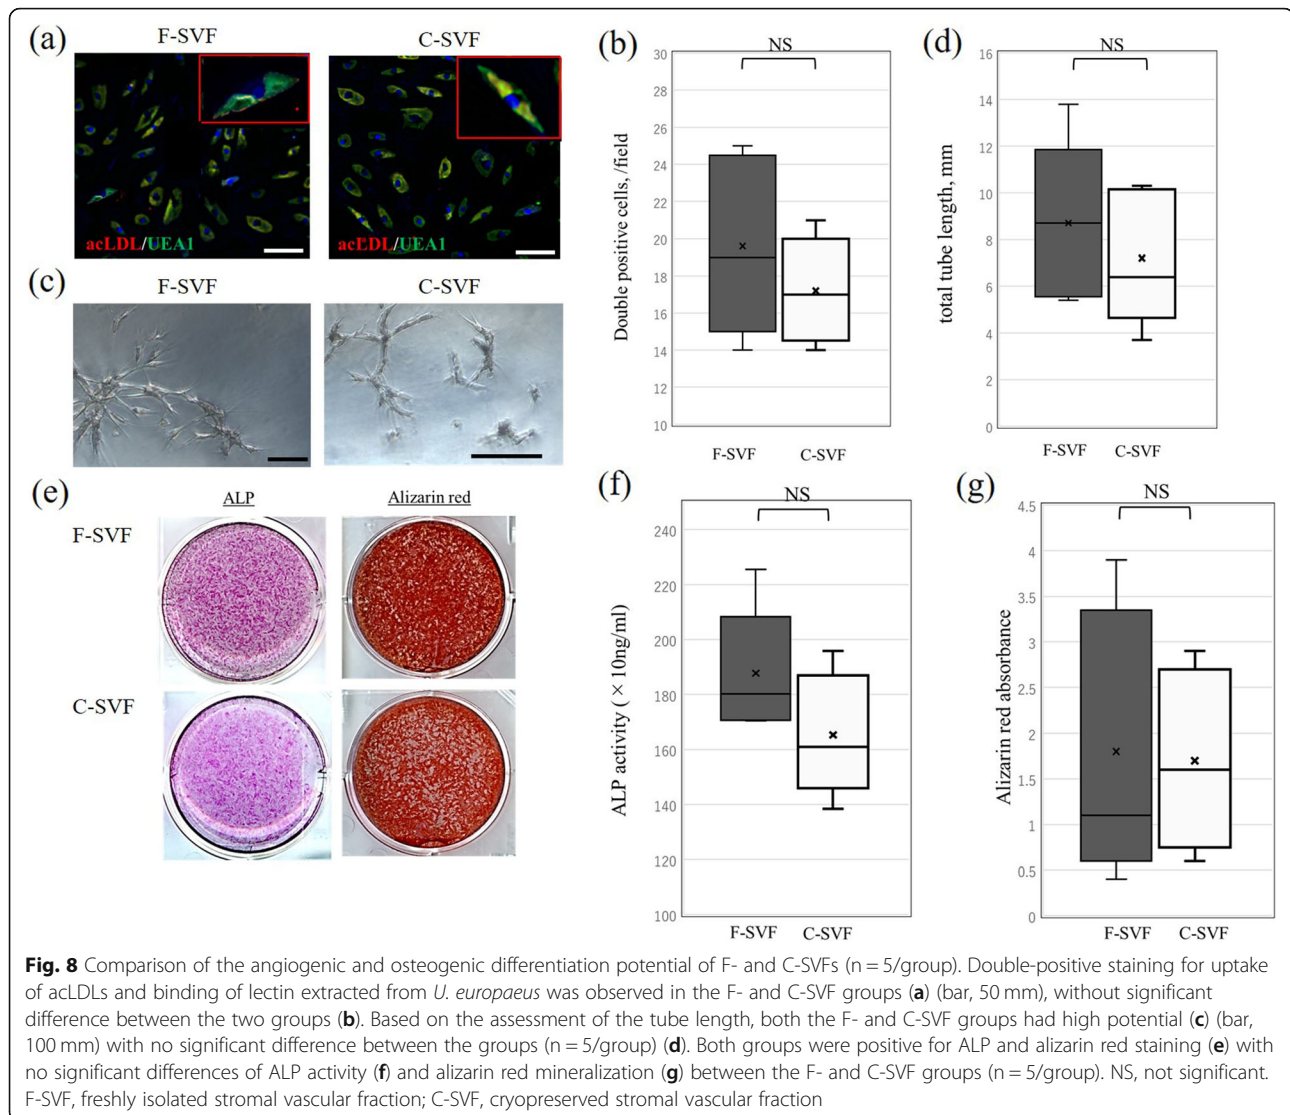 (a)
F-SVF
C-SVF
acLDL/UEA1
acLDL/UEA1
(b)
NS
Double positive cells, /field
30
28
26
24
22
20
18
16
14
12
10
F-SVF
C-SVF
(d)
NS
total tube length, mm
16
14
12
10
8
6
4
2
0
F-SVF
C-SVF
(c)
F-SVF
C-SVF
(e)
ALP
Alizarin red
F-SVF
C-SVF
(f)
NS
ALP activity (×10ng/ml)
240
220
200
180
160
140
120
100
F-SVF
C-SVF
(g)
NS
Alizarin red absorbance
4.5
4
3.5
3
2.5
2
1.5
1
0.5
0
F-SVF
C-SVF
Fig. 8 Comparison of the angiogenic and osteogenic differentiation potential of F- and C-SVFs (n = 5/group). Double-positive staining for uptake
of acLDLs and binding of lectin extracted from U. europaeus was observed in the F- and C-SVF groups (a) (bar, 50 mm), without significant
difference between the two groups (b). Based on the assessment of the tube length, both the F- and C-SVF groups had high potential (c) (bar,
100 mm) with no significant difference between the groups (n = 5/group) (d). Both groups were positive for ALP and alizarin red staining (e) with
no significant differences of ALP activity (f) and alizarin red mineralization (g) between the F- and C-SVF groups (n = 5/group). NS, not significant.
F-SVF, freshly isolated stromal vascular fraction; C-SVF, cryopreserved stromal vascular fraction